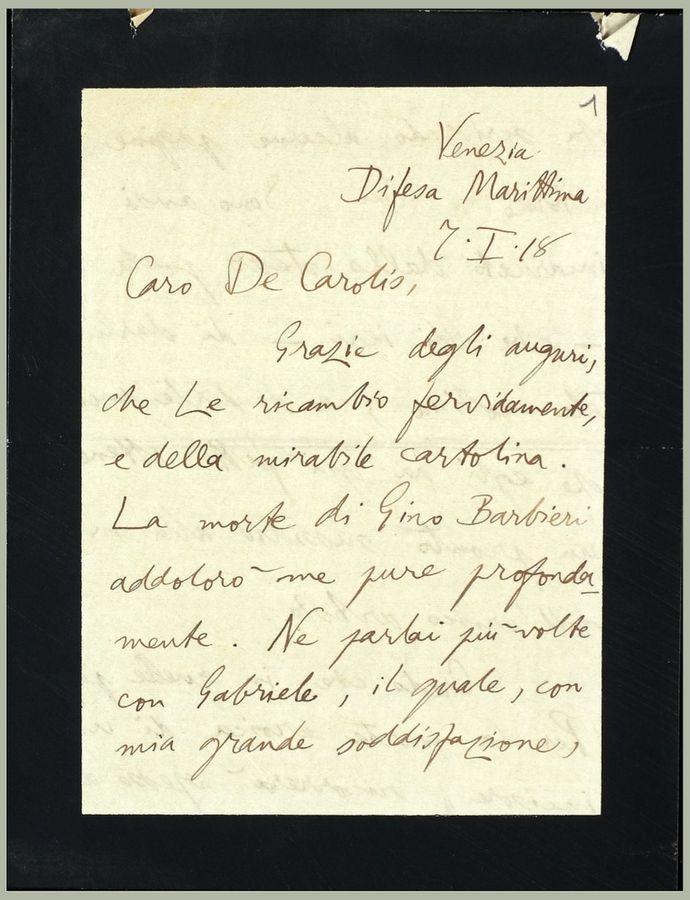 1
Venezia
Difesa Marittima
7.I.18
Caro De Carolis,
Grazie degli auguri,
che Le ricambio fervidamente,
e della mirabile cartolina.
La morte di Gino Barbieri
addolorò me pure profonda-
mente. Ne parlai più volte
con Gabriele, il quale, con
mia grande soddisfazione,